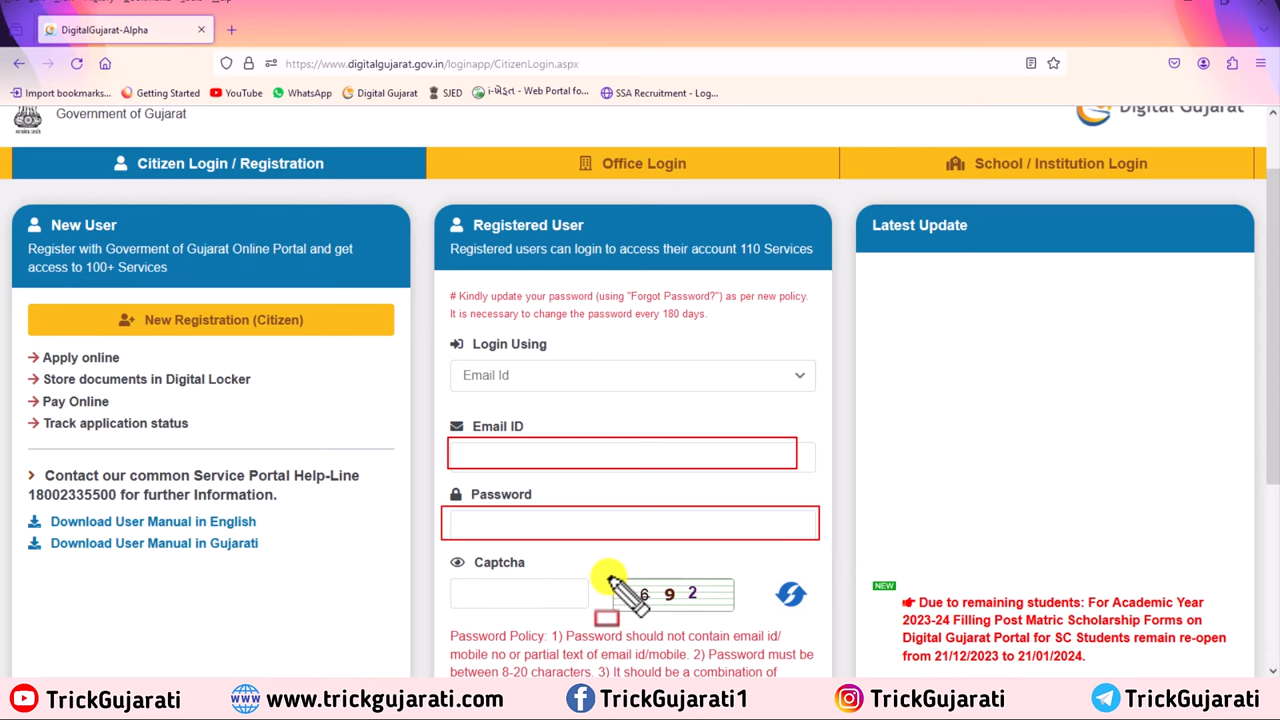 DigitalGujarat-Alpha
https://www.digitalgujarat.gov.in/loginapp/CitizenLogin.aspx
Import bookmarks...
Getting Started
YouTube
WhatsApp
Digital Gujarat
SJED
i-ખેડૂત - Web Portal fo...
SSA Recruitment - Log...
Government of Gujarat
Digital Gujarat
Citizen Login / Registration
Office Login
School / Institution Login
New User
Register with Goverment of Gujarat Online Portal and get
access to 100+ Services
New Registration (Citizen)
Apply online
Store documents in Digital Locker
Pay Online
Track application status
Contact our common Service Portal Help-Line
18002335500 for further Information.
Download User Manual in English
Download User Manual in Gujarati
Registered User
Registered users can login to access their account 110 Services
# Kindly update your password (using "Forgot Password?") as per new policy.
It is necessary to change the password every 180 days.
Login Using
Email Id
Email ID
Password
Captcha
6 9 2
Password Policy: 1) Password should not contain email id/
mobile no or partial text of email id/mobile. 2) Password must be
between 8-20 characters. 3) It should be a combination of
Latest Update
NEW
Due to remaining students: For Academic Year
2023-24 Filling Post Matric Scholarship Forms on
Digital Gujarat Portal for SC Students remain re-open
from 21/12/2023 to 21/01/2024.
TrickGujarati
www.trickgujarati.com
TrickGujarati1
TrickGujarati
TrickGujarati